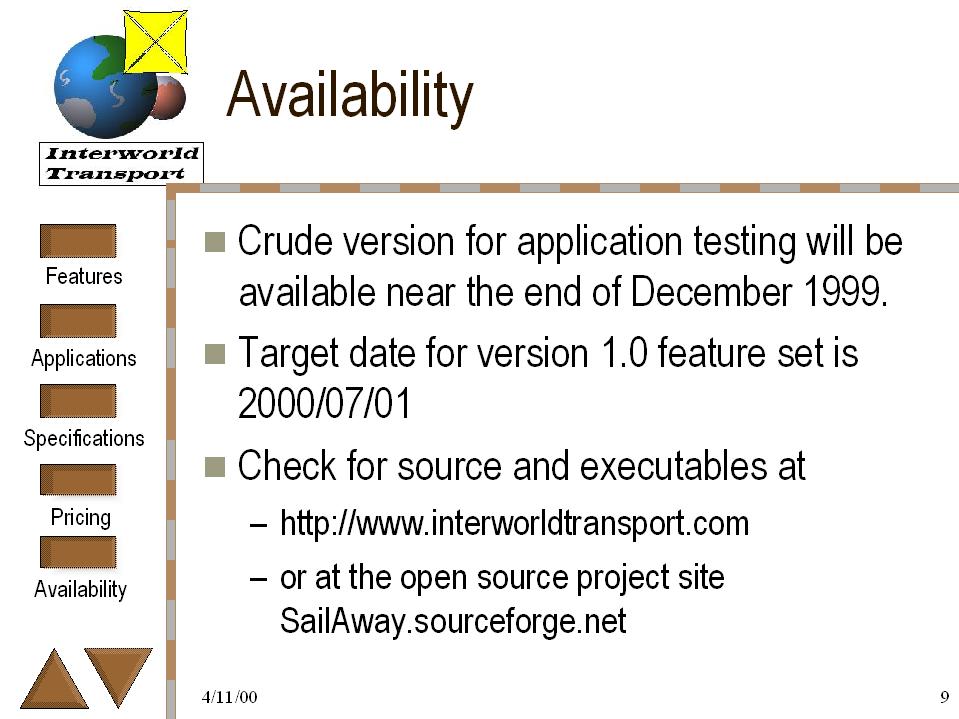 Availability
Interworld
Transport
Features
Applications
Specifications
Pricing
Availability
Crude version for application testing will be
available near the end of December 1999.
Target date for version 1.0 feature set is
2000/07/01
Check for source and executables at
– http://www.interworldtransport.com
– or at the open source project site
SailAway.sourceforge.net
4/11/00
9